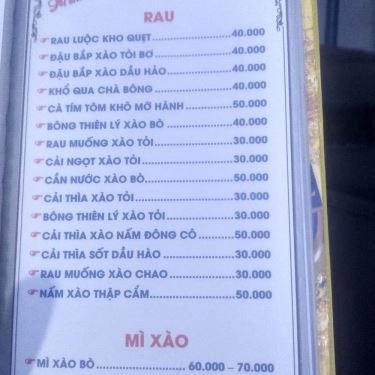 RAU
RAU LUỘC KHO QUẸT 40.000
ĐẬU BẮP XÀO TỎI BƠ 40.000
ĐẬU BẮP XÀO DẦU HÀO 40.000
KHỔ QUA CHÀ BÔNG 40.000
CÀ TÍM TÔM KHÔ MỠ HÀNH 50.000
BÔNG THIÊN LÝ XÀO BÒ 40.000
RAU MUỐNG XÀO TỎI 30.000
CẢI NGỌT XÀO TỎI 30.000
CẦN NƯỚC XÀO BÒ 50.000
CẢI THÌA XÀO TỎI 30.000
BÔNG THIÊN LÝ XÀO TỎI 30.000
CẢI THÌA XÀO NẤM ĐÔNG CÔ 50.000
CẢI THÌA SỐT DẦU HÀO 30.000
RAU MUỐNG XÀO CHAO 30.000
NẤM XÀO THẬP CẨM 50.000
MÌ XÀO
MÌ XÀO BÒ 60.000 – 70.000